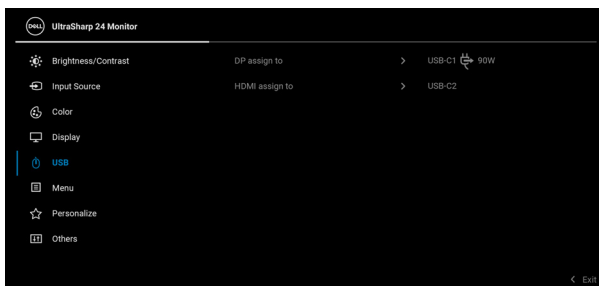 DELL UltraSharp 24 Monitor
Brightness/Contrast DP assign to > USB-C1 90W
Input Source HDMI assign to > USB-C2
Color
Display
USB
Menu
Personalize
Others
< Exit